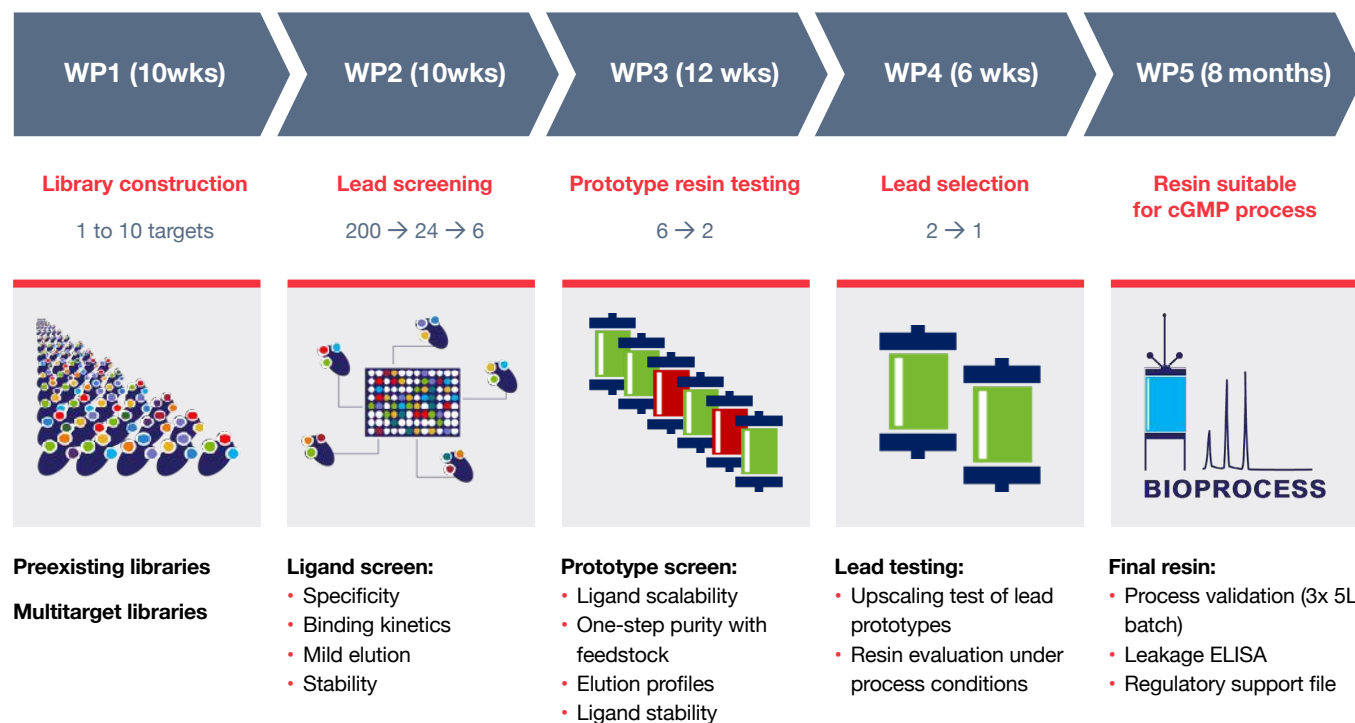 WP1 (10wks)
WP2 (10wks)
WP3 (12 wks)
WP4 (6 wks)
WP5 (8 months)
Library construction
1 to 10 targets
Lead screening
200 → 24 → 6
Prototype resin testing
6 → 2
Lead selection
2 → 1
Resin suitable
for cGMP process
BIOPROCESS
Preexisting libraries
Multitarget libraries
Ligand screen:
• Specificity
• Binding kinetics
• Mild elution
• Stability
Prototype screen:
• Ligand scalability
• One-step purity with
feedstock
• Elution profiles
• Ligand stability
Lead testing:
• Upscaling test of lead
prototypes
• Resin evaluation under
process conditions
Final resin:
• Process validation (3x 5L
batch)
• Leakage ELISA
• Regulatory support file